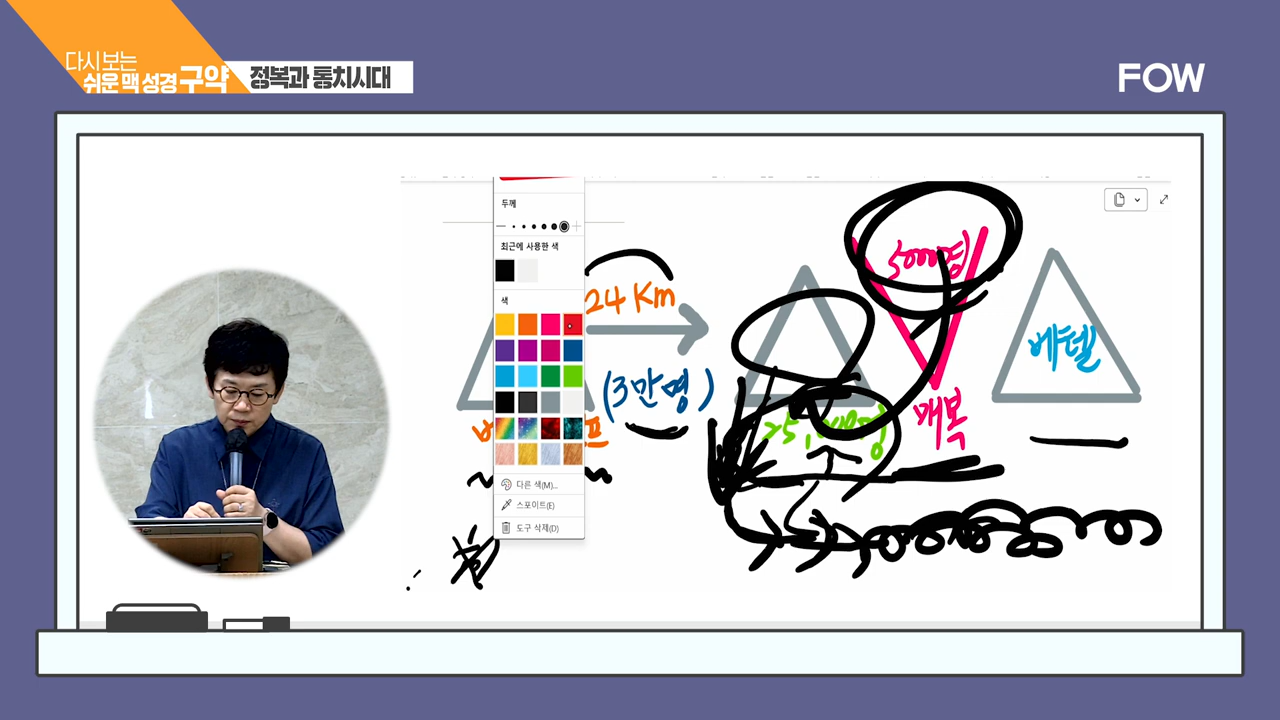 다시 보는
쉬운 맥 성경 구약
정복과 통치시대
FOW
두께
최근에 사용한 색
색
다른 색(M)...
스포이트(E)
도구 삭제(D)
24 Km
(3만명)
5000명
매복
베텔